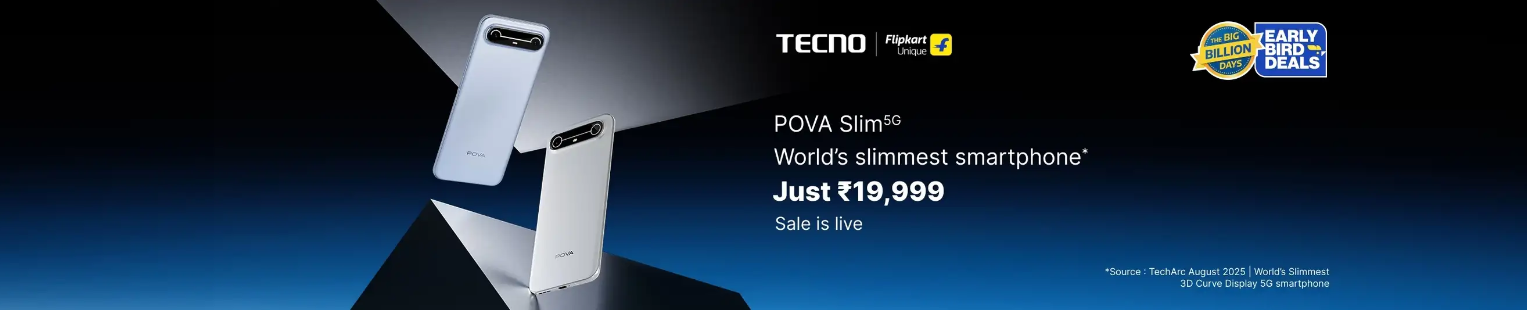 TECNO
Flipkart
Unique
THE BIG
BILLION
DAYS
EARLY
BIRD
DEALS
POVA Slim5G
World's slimmest smartphone*
Just ₹19,999
Sale is live
*Source : TechArc August 2025 | World's Slimmest
3D Curve Display 5G smartphone
POVA
POVA